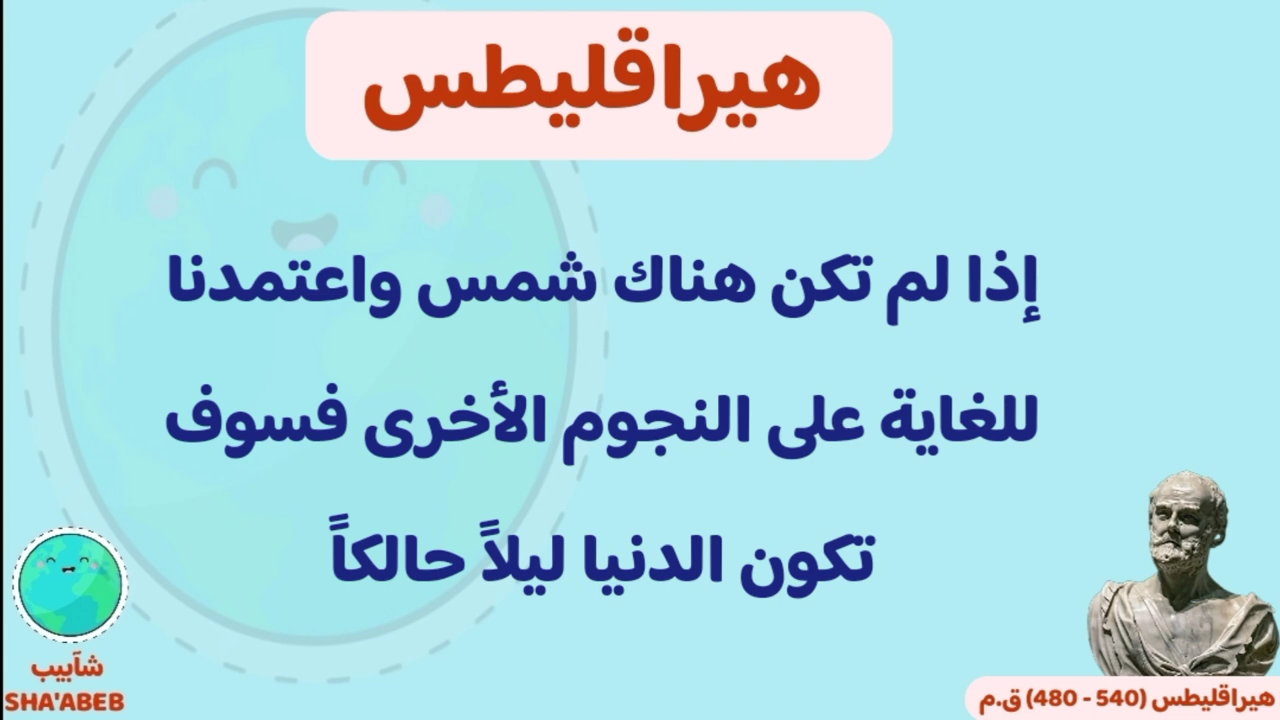 هيراقليطس
إذا لم تكن هناك شمس واعتمدنا
للغاية على النجوم الأخرى فسوف
تكون الدنيا ليلاً حالكاً
شآبيب
SHA'ABEB
هيراقليطس (540 - 480) ق.م